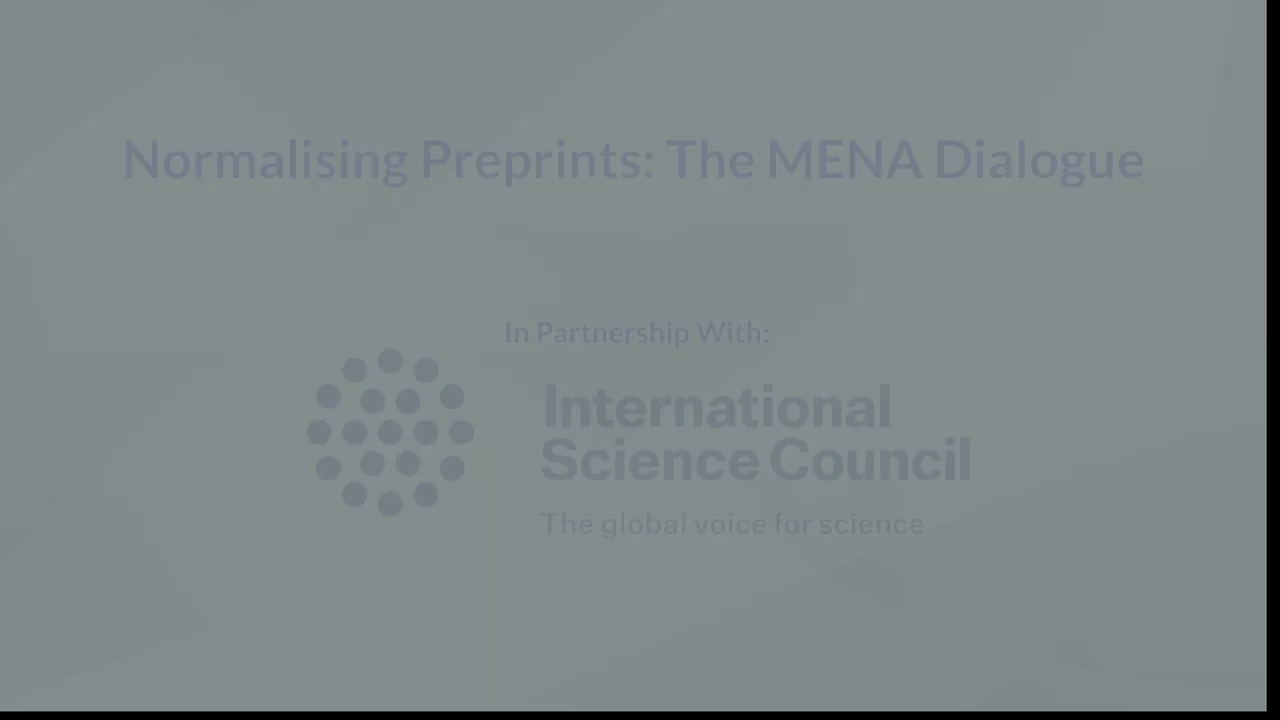 Normalising Preprints: The MENA Dialogue
In Partnership With:
International
Science Council
The global voice for science